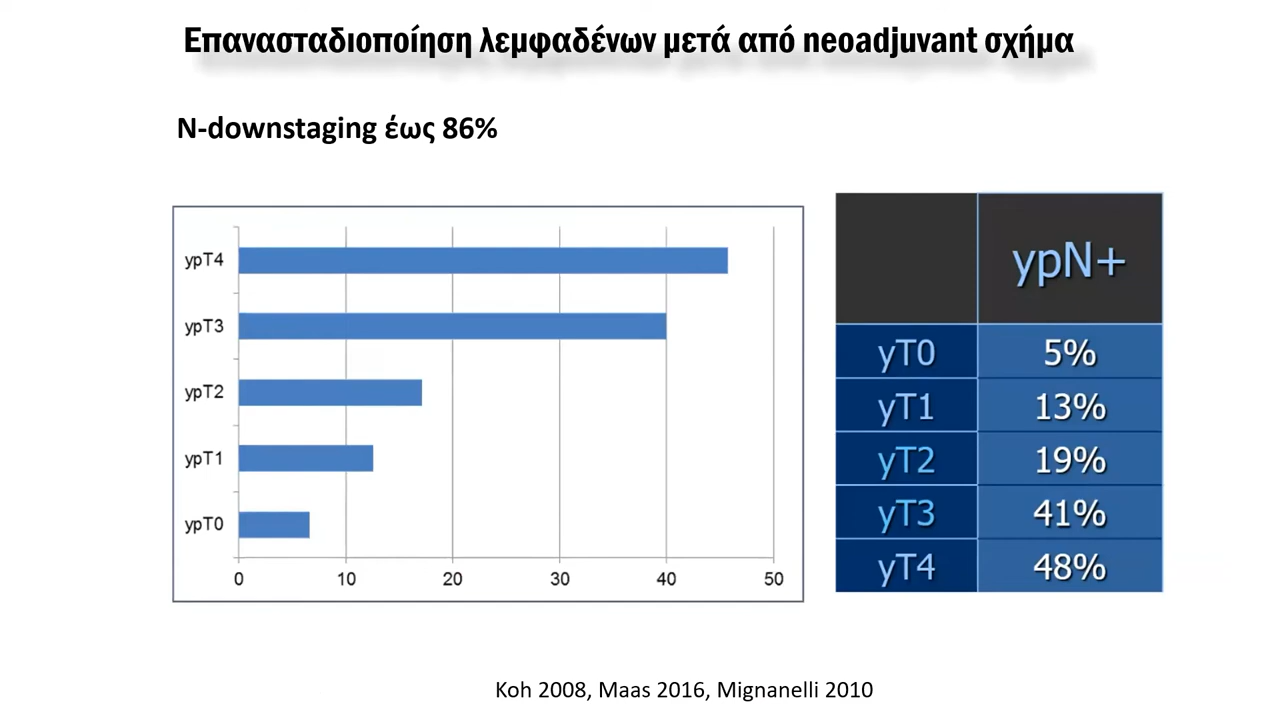 Επανασταδιοποίηση λεμφαδένων μετά από neoadjuvant σχήμα
N-downstaging έως 86%
ypT4
ypT3
ypT2
ypT1
ypT0
0 10 20 30 40 50
ypN+
yT0 5%
yT1 13%
yT2 19%
yT3 41%
yT4 48%
Koh 2008, Maas 2016, Mignanelli 2010